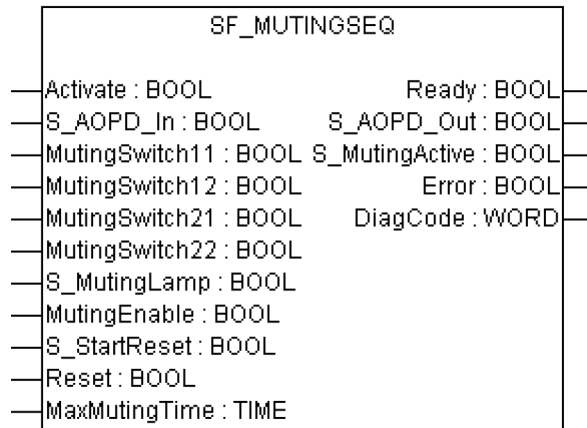 SF_MUTINGSEQ
Activate : BOOL Ready : BOOL
S_AOPD_In : BOOL S_AOPD_Out : BOOL
MutingSwitch11 : BOOL S_MutingActive : BOOL
MutingSwitch12 : BOOL Error : BOOL
MutingSwitch21 : BOOL DiagCode : WORD
MutingSwitch22 : BOOL
S_MutingLamp : BOOL
MutingEnable : BOOL
S_StartReset : BOOL
Reset : BOOL
MaxMutingTime : TIME